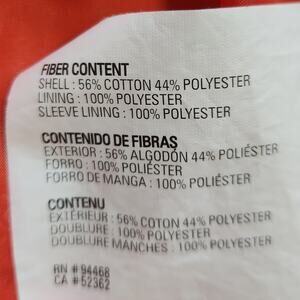 FIBER CONTENT
SHELL : 56% COTTON 44% POLYESTER
LINING : 100% POLYESTER
SLEEVE LINING : 100% POLYESTER
CONTENIDO DE FIBRAS
EXTERIOR : 56% ALGODÓN 44% POLIÉSTER
FORRO : 100% POLIÉSTER
FORRO DE MANGA : 100% POLIÉSTER
CONTENU
EXTÉRIEUR : 56% COTON 44% POLYESTER
DOUBLURE : 100% POLYESTER
DOUBLURE MANCHES : 100% POLYESTER
RN # 94468
CA # 52362